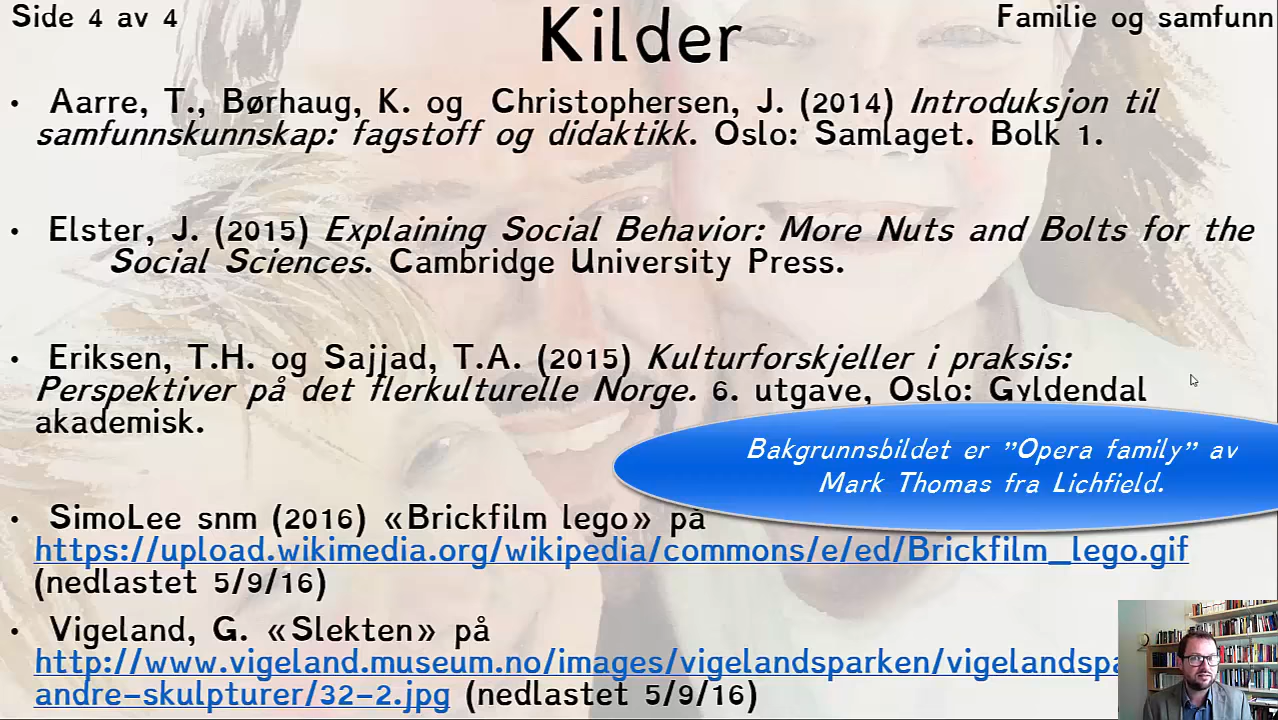 Side 4 av 4
Kilder
Familie og samfunn
• Aarre, T., Børhaug, K. og Christophersen, J. (2014) Introduksjon til
samfunnskunnskap: fagstoff og didaktikk. Oslo: Samlaget. Bolk 1.
• Elster, J. (2015) Explaining Social Behavior: More Nuts and Bolts for the
Social Sciences. Cambridge University Press.
• Eriksen, T.H. og Sajjad, T.A. (2015) Kulturforskjeller i praksis:
Perspektiver på det flerkulturelle Norge. 6. utgave, Oslo: Gyldendal
akademisk.
Bakgrunnsbildet er ”Opera family” av
Mark Thomas fra Lichfield.
• SimoLee snm (2016) «Brickfilm lego» på
https://upload.wikimedia.org/wikipedia/commons/e/ed/Brickfilm_lego.gif
(nedlastet 5/9/16)
• Vigeland, G. «Slekten» på
http://www.vigeland.museum.no/images/vigelandsparken/vigelandspa
andre-skulpturer/32-2.jpg (nedlastet 5/9/16)